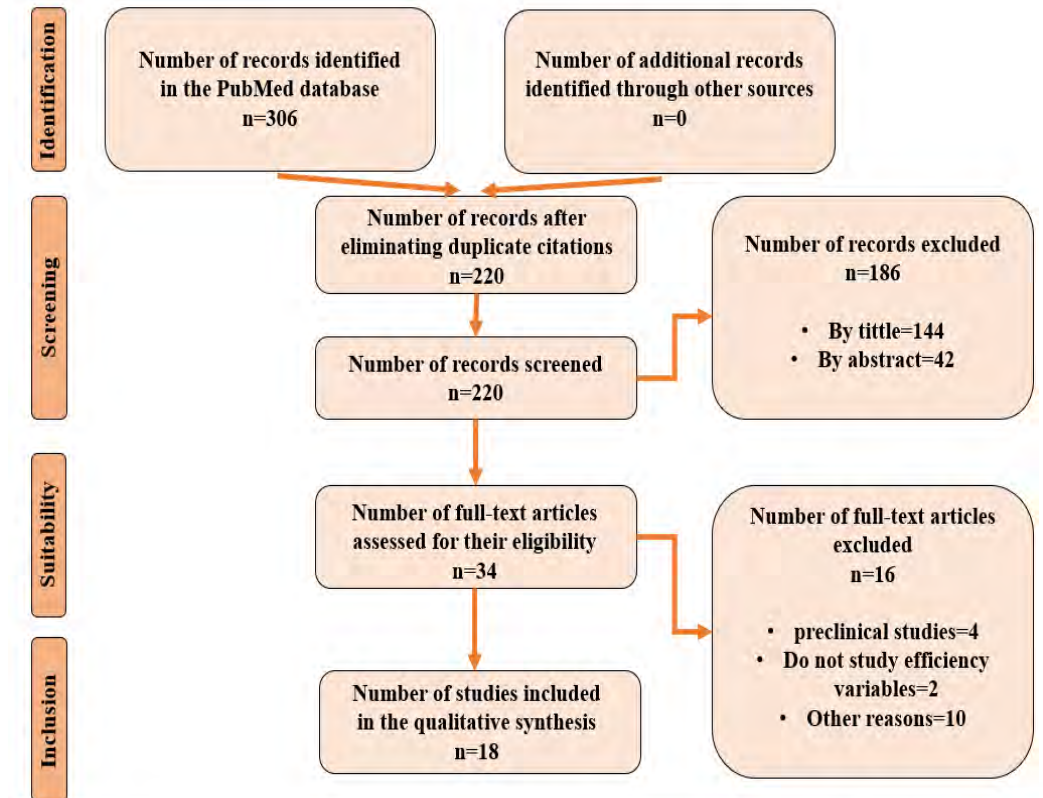 Identification
Number of records identified
in the PubMed database
n=306
Number of additional records
identified through other sources
n=0
Screening
Number of records after
eliminating duplicate citations
n=220
Number of records excluded
n=186
• By tittle=144
• By abstract=42
Number of records screened
n=220
Suitability
Number of full-text articles
assessed for their eligibility
n=34
Number of full-text articles
excluded
n=16
• preclinical studies=4
• Do not study efficiency
variables=2
• Other reasons=10
Inclusion
Number of studies included
in the qualitative synthesis
n=18